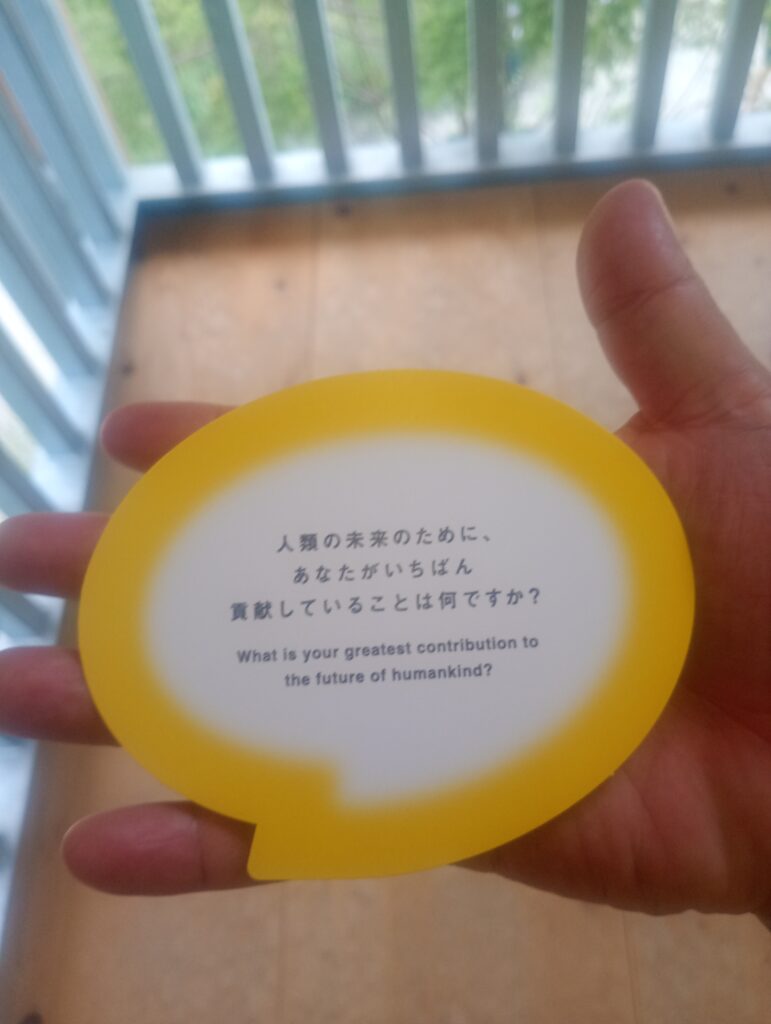 人類の未来のために、
あなたがいちばん
貢献していることは何ですか?
What is your greatest contribution to
the future of humankind?